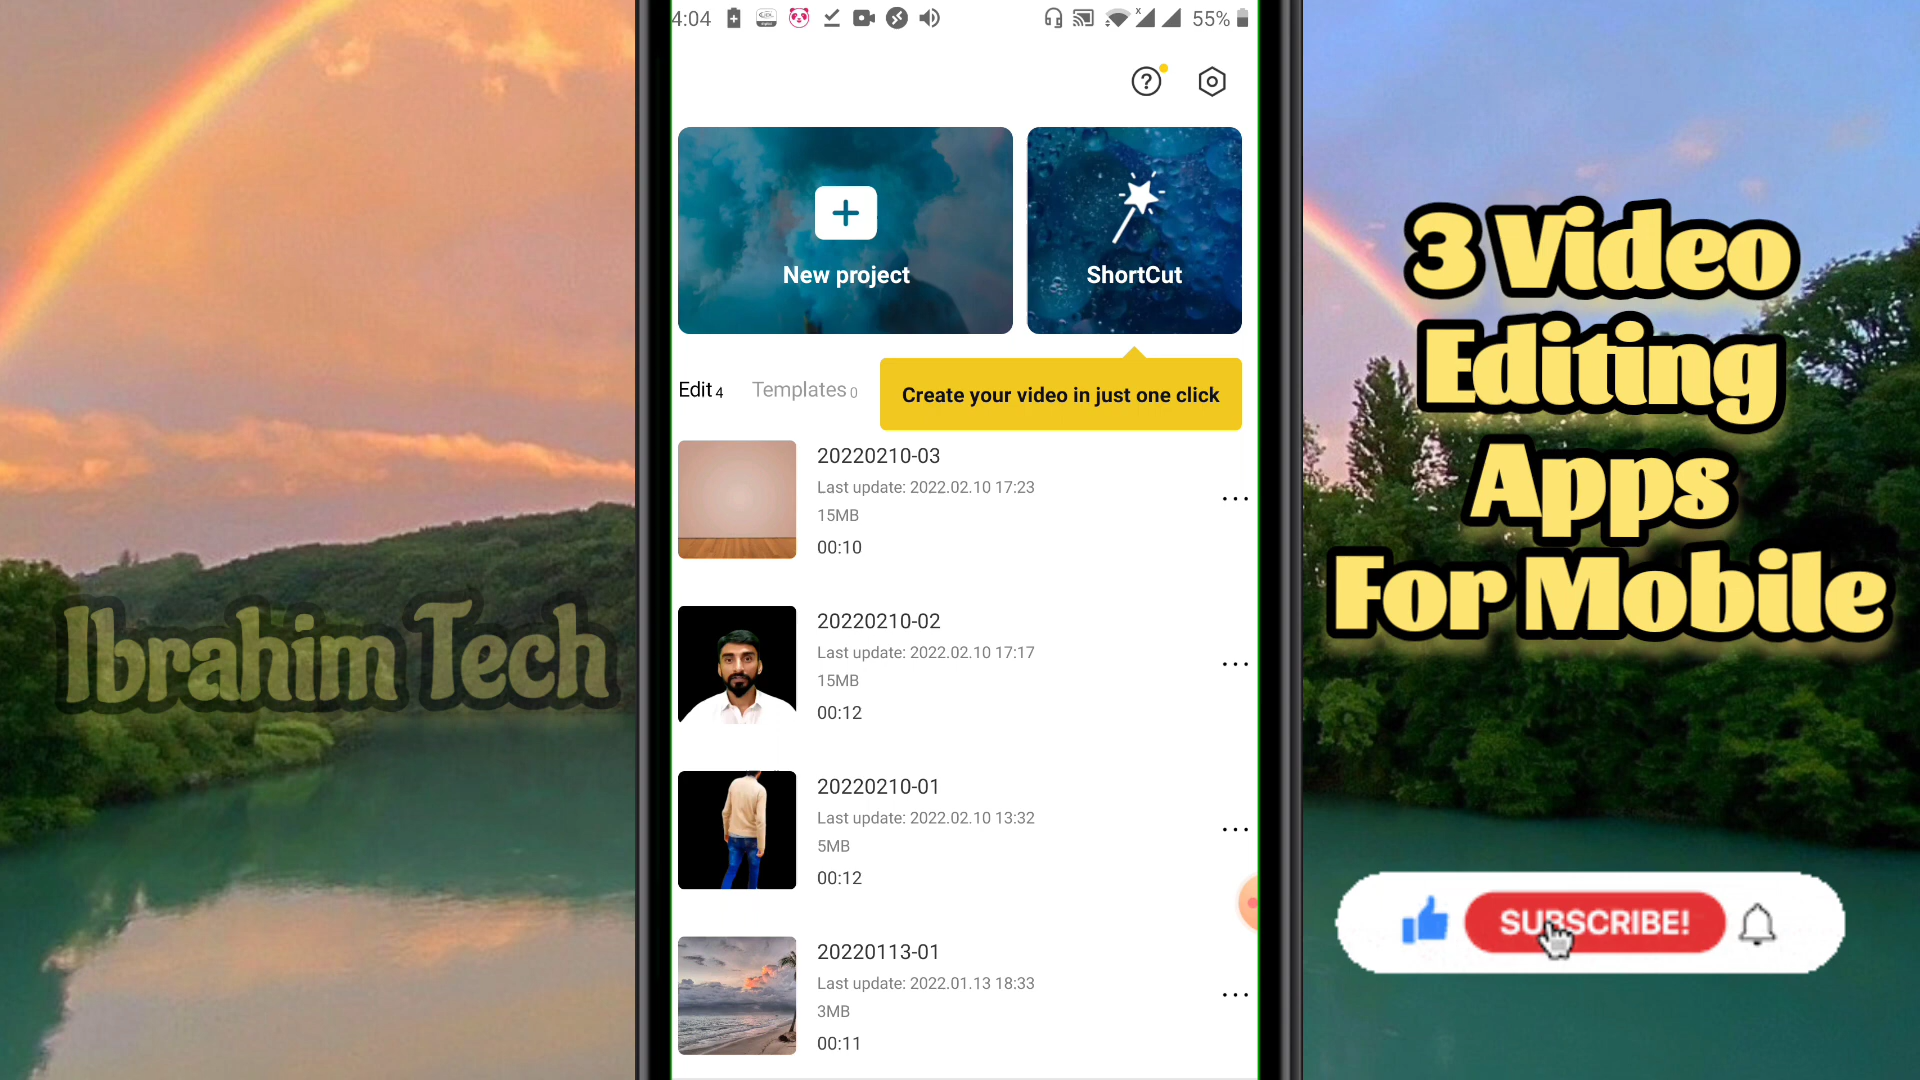 4:04
55%
New project
ShortCut
Edit 4
Templates 0
Create your video in just one click
20220210-03
Last update: 2022.02.10 17:23
15MB
00:10
20220210-02
Last update: 2022.02.10 17:17
15MB
00:12
20220210-01
Last update: 2022.02.10 13:32
5MB
00:12
20220113-01
Last update: 2022.01.13 18:33
3MB
00:11
Ibrahim Tech
3 Video
Editing
Apps
For Mobile
SUBSCRIBE!